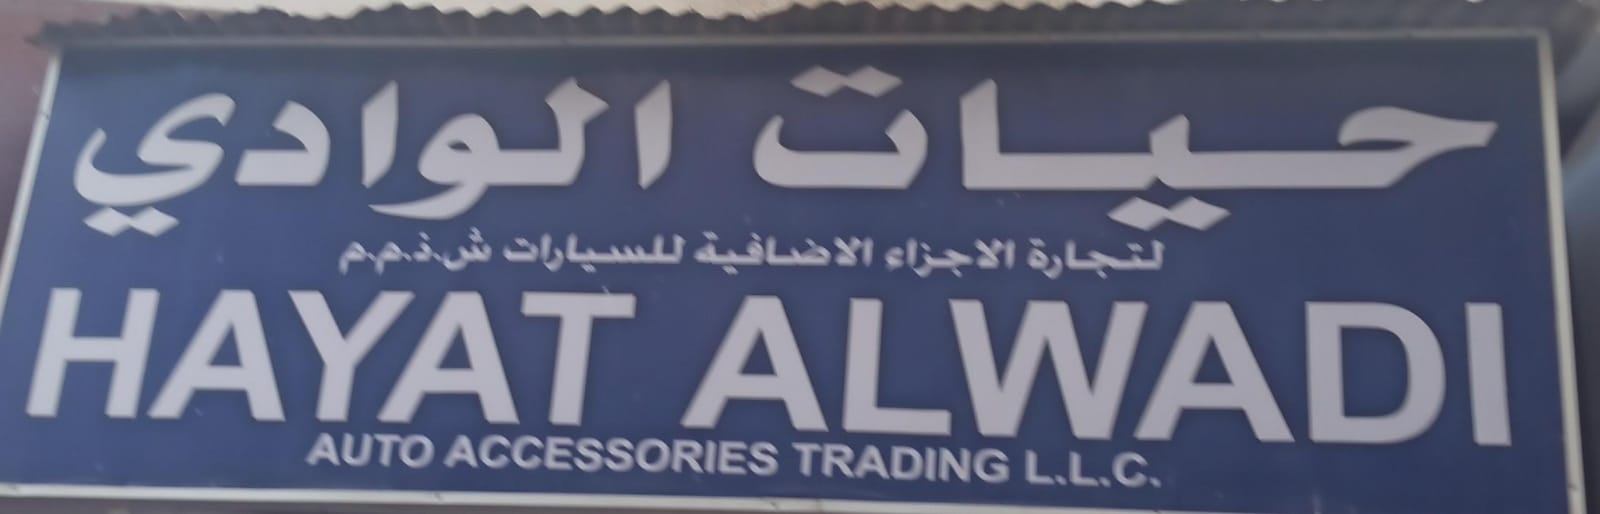 حيات الوادي
لتجارة الاجزاء الاضافية للسيارات ش.ذ.م.م
HAYAT ALWADI
AUTO ACCESSORIES TRADING L.L.C.